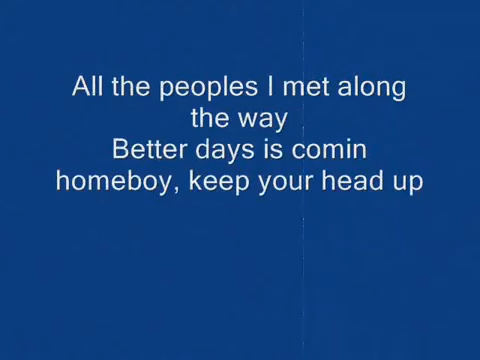 All the peoples I met along
the way
Better days is comin
homeboy, keep your head up